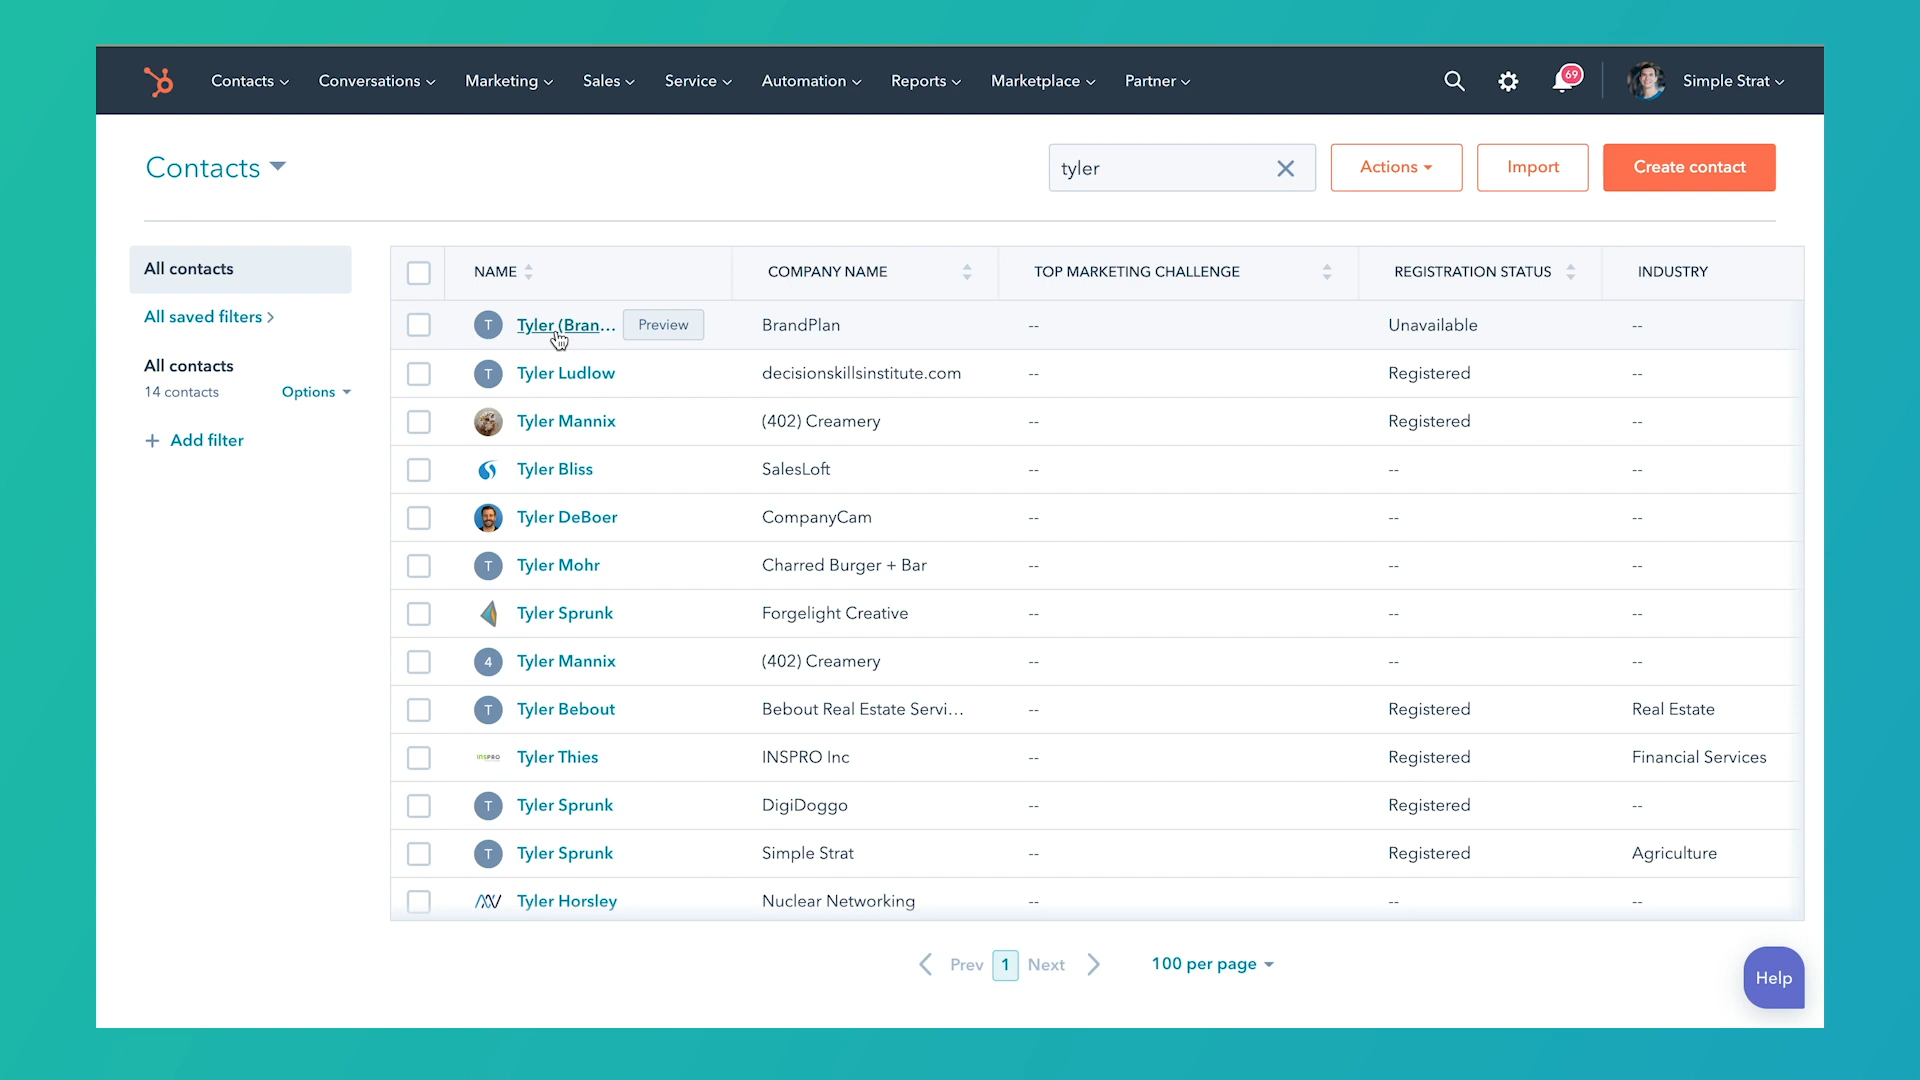 Contacts Conversations Marketing Sales Service Automation Reports Marketplace Partner 69 Simple Strat
Contacts tyler Actions Import Create contact
All contacts
All saved filters
All contacts
14 contacts Options
+ Add filter
NAME COMPANY NAME TOP MARKETING CHALLENGE REGISTRATION STATUS INDUSTRY
T Tyler (Bran... Preview BrandPlan -- Unavailable --
T Tyler Ludlow decisionskillsinstitute.com -- Registered --
Tyler Mannix (402) Creamery -- Registered --
Tyler Bliss SalesLoft -- -- --
Tyler DeBoer CompanyCam -- -- --
T Tyler Mohr Charred Burger + Bar -- -- --
Tyler Sprunk Forgelight Creative -- -- --
4 Tyler Mannix (402) Creamery -- -- --
T Tyler Bebout Bebout Real Estate Servi... -- Registered Real Estate
INSPRO Tyler Thies INSPRO Inc -- Registered Financial Services
T Tyler Sprunk DigiDoggo -- Registered --
T Tyler Sprunk Simple Strat -- Registered Agriculture
Tyler Horsley Nuclear Networking -- -- --
Prev 1 Next 100 per page
Help